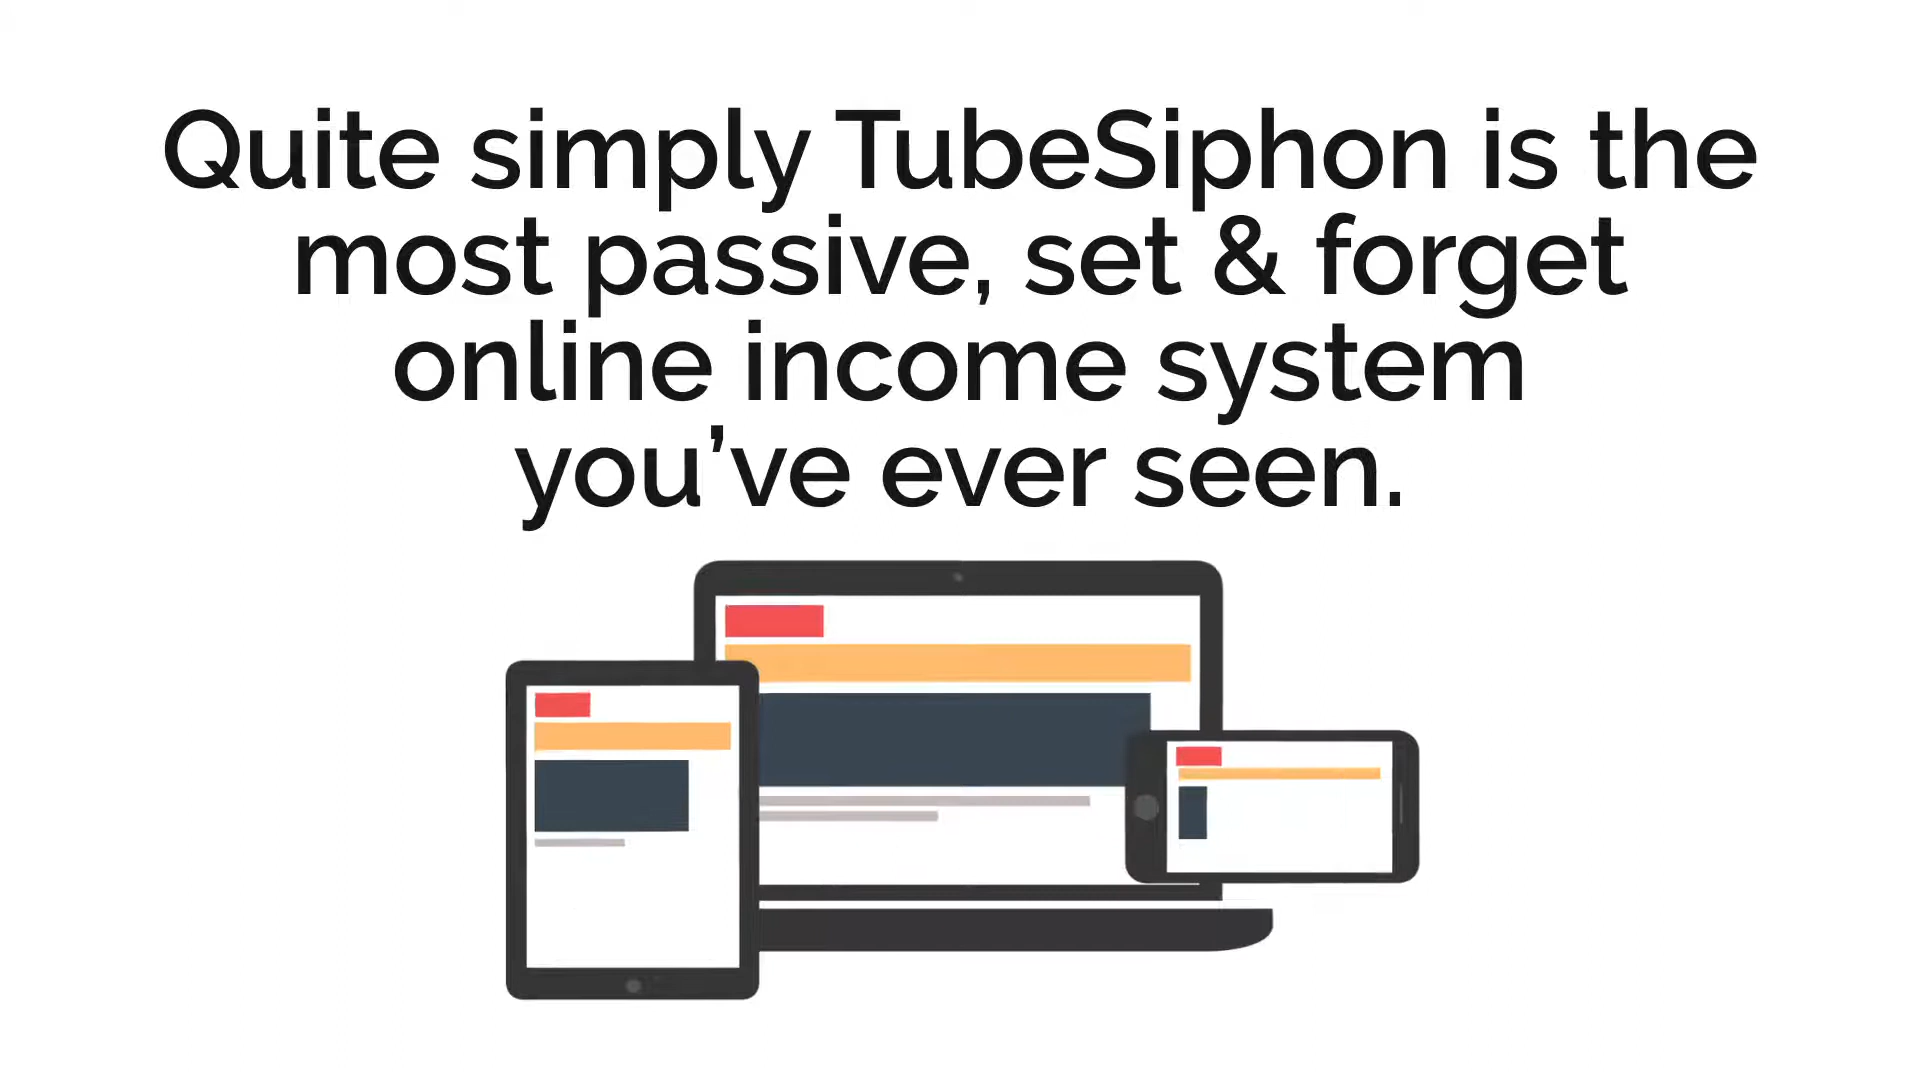 Quite simply TubeSiphon is the
most passive, set & forget
online income system
you’ve ever seen.